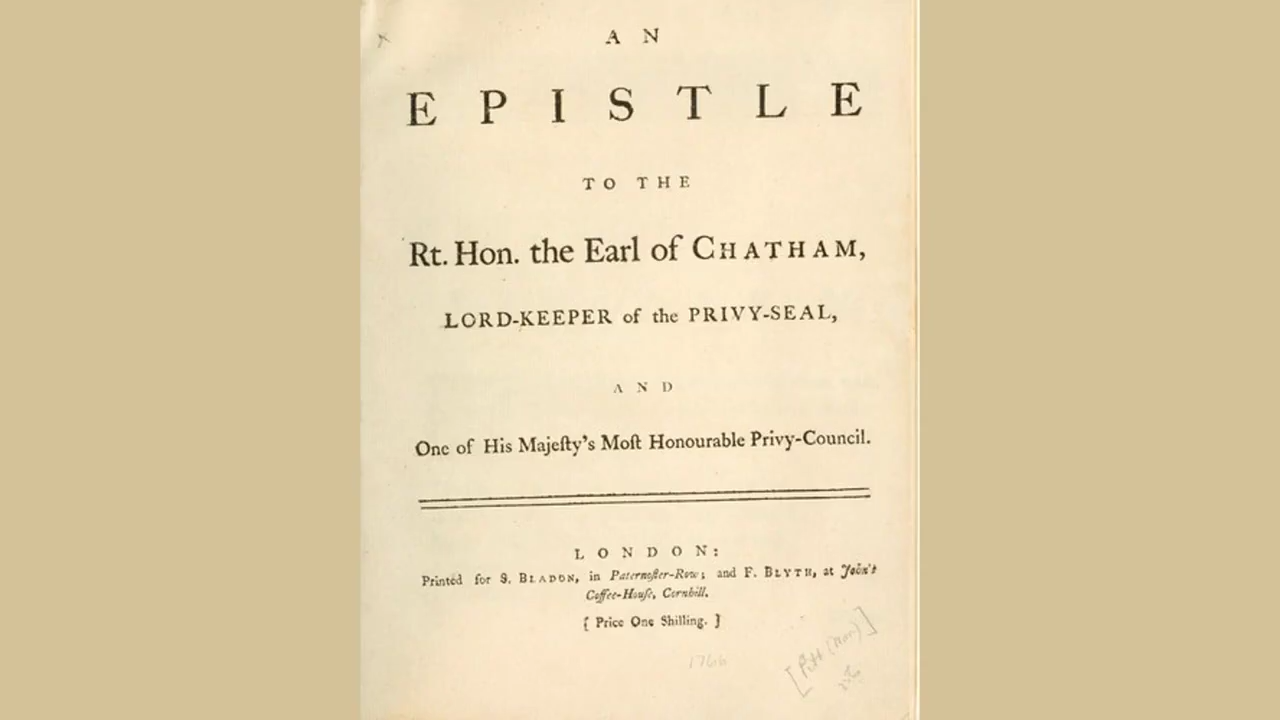 AN
EPISTLE
TO THE
Rt. Hon. the Earl of CHATHAM,
LORD-KEEPER of the PRIVY-SEAL,
AND
One of His Majeſty's Moſt Honourable Privy-Council.
LONDON:
Printed for S. BLADON, in Paternoſter-Row; and F. BLYTH, at John's
Coffee-Houſe, Cornhill.
[ Price One Shilling. ]
1766
[Pitt